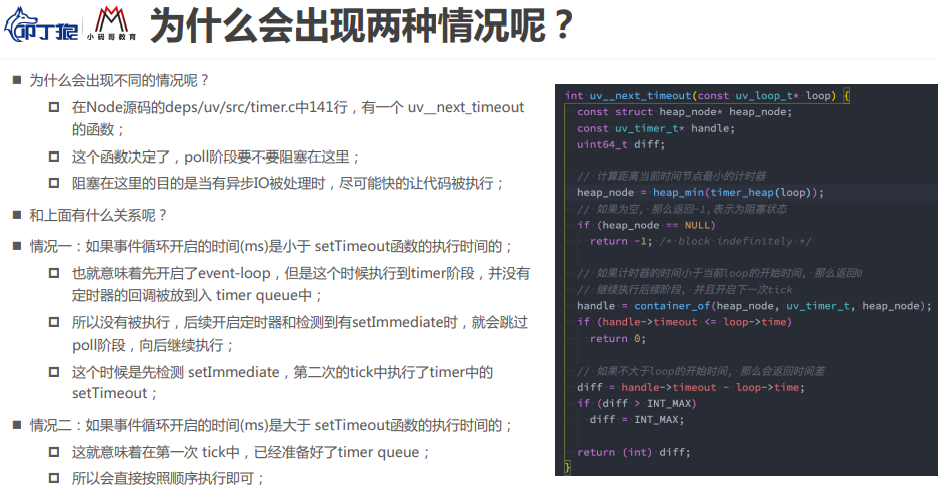 叩丁狼
小码哥教育
为什么会出现两种情况呢？
■ 为什么会出现不同的情况呢？
在Node源码的deps/uv/src/timer.c中141行，有一个 uv__next_timeout
的函数；
这个函数决定了，poll阶段要不要阻塞在这里；
阻塞在这里的目的是当有异步IO被处理时，尽可能快的让代码被执行；
■ 和上面有什么关系呢？
■ 情况一：如果事件循环开启的时间(ms)是小于 setTimeout函数的执行时间的；
也就意味着先开启了event-loop，但是这个时候执行到timer阶段，并没有
定时器的回调被放到入 timer queue中；
所以没有被执行，后续开启定时器和检测到有setImmediate时，就会跳过
poll阶段，向后继续执行；
这个时候是先检测 setImmediate，第二次的tick中执行了timer中的
setTimeout；
■ 情况二：如果事件循环开启的时间(ms)是大于 setTimeout函数的执行时间的；
这就意味着在第一次 tick中，已经准备好了timer queue；
所以会直接按照顺序执行即可；
int uv__next_timeout(const uv_loop_t* loop) {
const struct heap_node* heap_node;
const uv_timer_t* handle;
uint64_t diff;
// 计算距离当前时间节点最小的计时器
heap_node = heap_min(timer_heap(loop));
// 如果为空, 那么返回-1,表示为阻塞状态
if (heap_node == NULL)
return -1; /* block indefinitely */
// 如果计时器的时间小于当前loop的开始时间, 那么返回0
// 继续执行后续阶段, 并且开启下一次tick
handle = container_of(heap_node, uv_timer_t, heap_node);
if (handle->timeout <= loop->time)
return 0;
// 如果不大于loop的开始时间, 那么会返回时间差
diff = handle->timeout - loop->time;
if (diff > INT_MAX)
diff = INT_MAX;
return (int) diff;
}